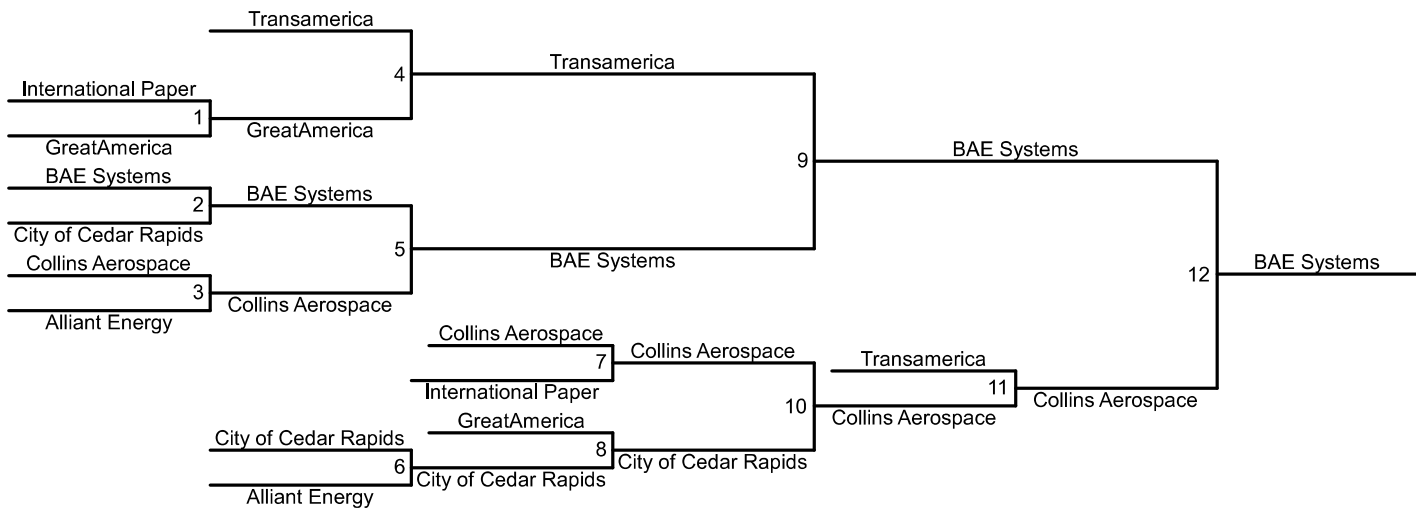 Transamerica
4
Transamerica
International Paper
1
GreatAmerica
GreatAmerica
9
BAE Systems
BAE Systems
2
BAE Systems
City of Cedar Rapids
5
BAE Systems
Collins Aerospace
3
Collins Aerospace
Alliant Energy
12
BAE Systems
Collins Aerospace
7
Collins Aerospace
International Paper
Transamerica
11
Collins Aerospace
10
Collins Aerospace
GreatAmerica
8
City of Cedar Rapids
City of Cedar Rapids
6
City of Cedar Rapids
Alliant Energy